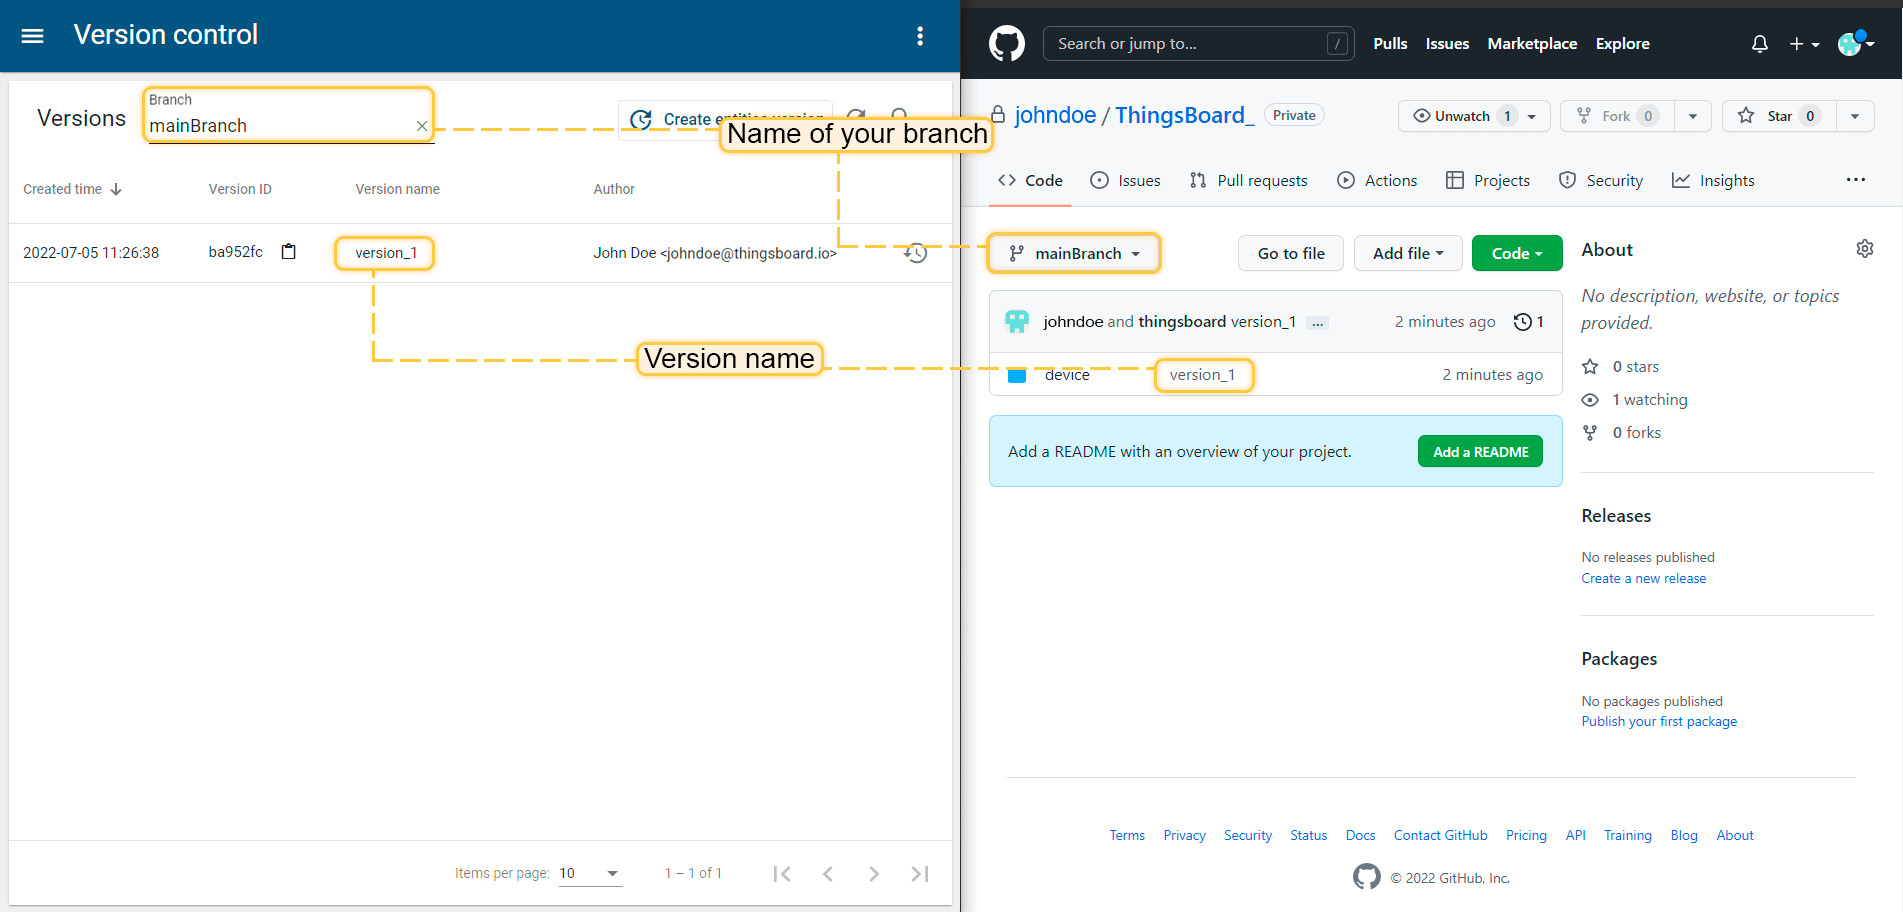 Version control
Versions
Branch
mainBranch
Create entities version
Name of your branch
Created time
Version ID
Version name
Author
2022-07-05 11:26:38
ba952fc
version_1
John Doe <johndoe@thingsboard.io>
Version name
Items per page: 10
1 – 1 of 1
Search or jump to...
/
Pulls
Issues
Marketplace
Explore
johndoe / ThingsBoard_
Private
Unwatch 1
Fork 0
Star 0
Code
Issues
Pull requests
Actions
Projects
Security
Insights
mainBranch
Go to file
Add file
Code
johndoe and thingsboard version_1 ...
2 minutes ago
1
device
version_1
2 minutes ago
Add a README with an overview of your project.
Add a README
About
No description, website, or topics
provided.
0 stars
1 watching
0 forks
Releases
No releases published
Create a new release
Packages
No packages published
Publish your first package
Terms
Privacy
Security
Status
Docs
Contact GitHub
Pricing
API
Training
Blog
About
© 2022 GitHub, Inc.